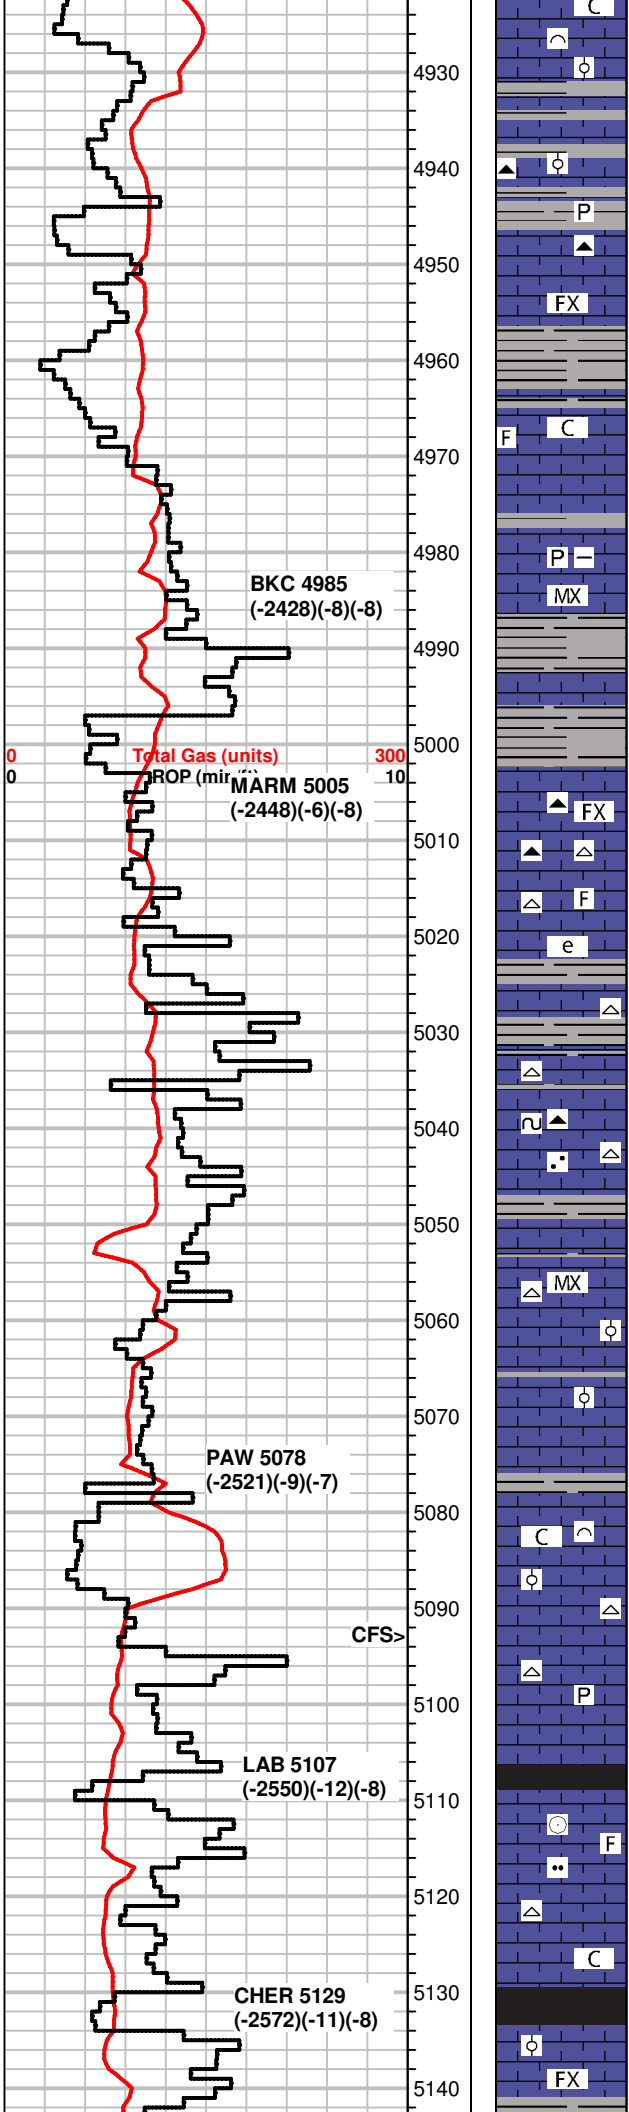 C
4930
4940
P
4950
FX
4960
C
F
4970
4980
P
BKC 4985
(-2428)(-8)(-8)
MX
4990
5000
0 Total Gas (units) 300
0 ROP 10
MARM 5005
(-2448)(-6)(-8)
FX
5010
F
5020
e
5030
5040
5050
MX
5060
5070
PAW 5078
(-2521)(-9)(-7)
5080
C
5090
CFS>
P
5100
LAB 5107
(-2550)(-12)(-8)
5110
F
5120
C
5130
CHER 5129
(-2572)(-11)(-8)
FX
5140